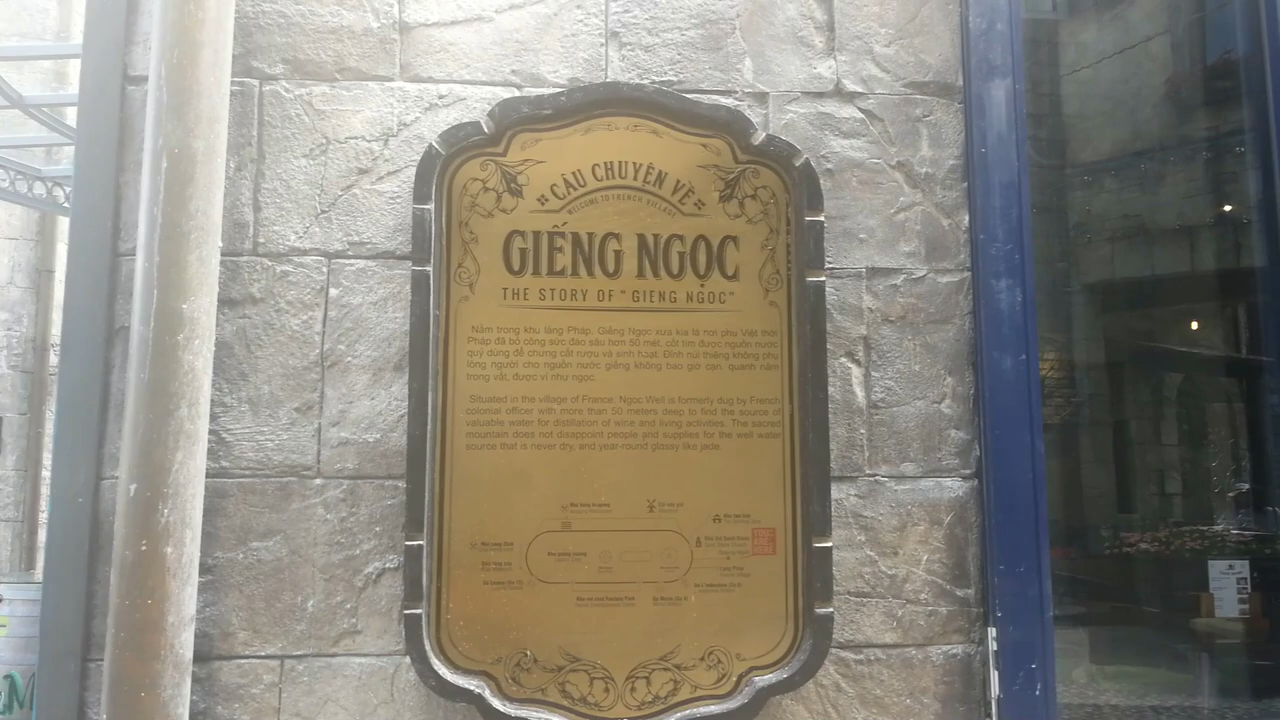 CÂU CHUYỆN VỀ
WELCOME TO FRENCH VILLAGE
GIẾNG NGỌC
THE STORY OF "GIENG NGOC"
Nằm trong khu làng Pháp, Giếng Ngọc xưa kia là nơi phu Việt thời
Pháp đã bỏ công sức đào sâu hơn 50 mét, cốt tìm được nguồn nước
quý dùng để chưng cất rượu và sinh hoạt. Đỉnh núi thiêng không phụ
lòng người cho nguồn nước giếng không bao giờ cạn, quanh năm
trong vắt, được ví như ngọc.
Situated in the village of France, Ngoc Well is formerly dug by French
colonial officer with more than 50 meters deep to find the source of
valuable water for distillation of wine and living activities. The sacred
mountain does not disappoint people and supplies for the well water
source that is never dry, and year-round glassy like jade.